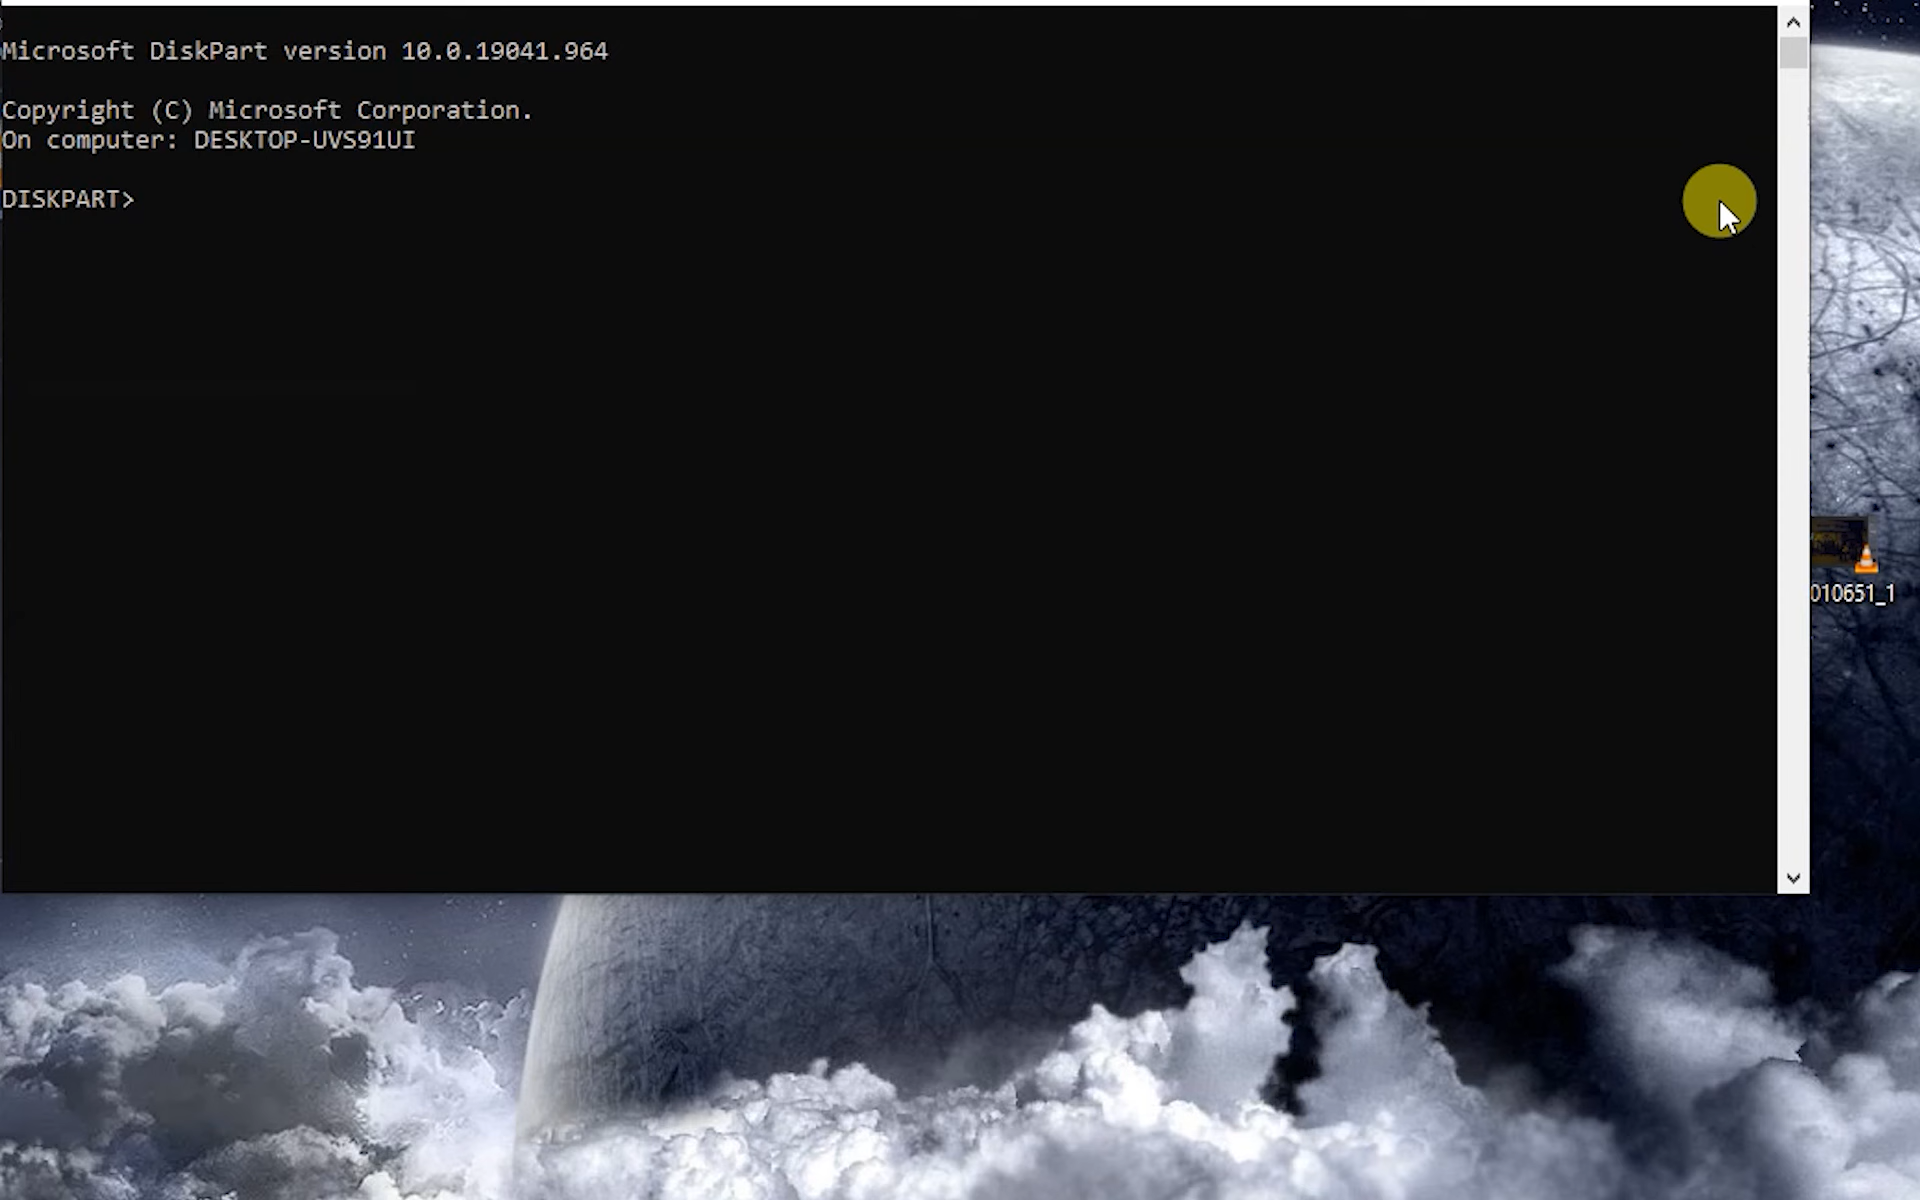 Microsoft DiskPart version 10.0.19041.964
Copyright (C) Microsoft Corporation.
On computer: DESKTOP-UVS91UI
DISKPART>
010651_1